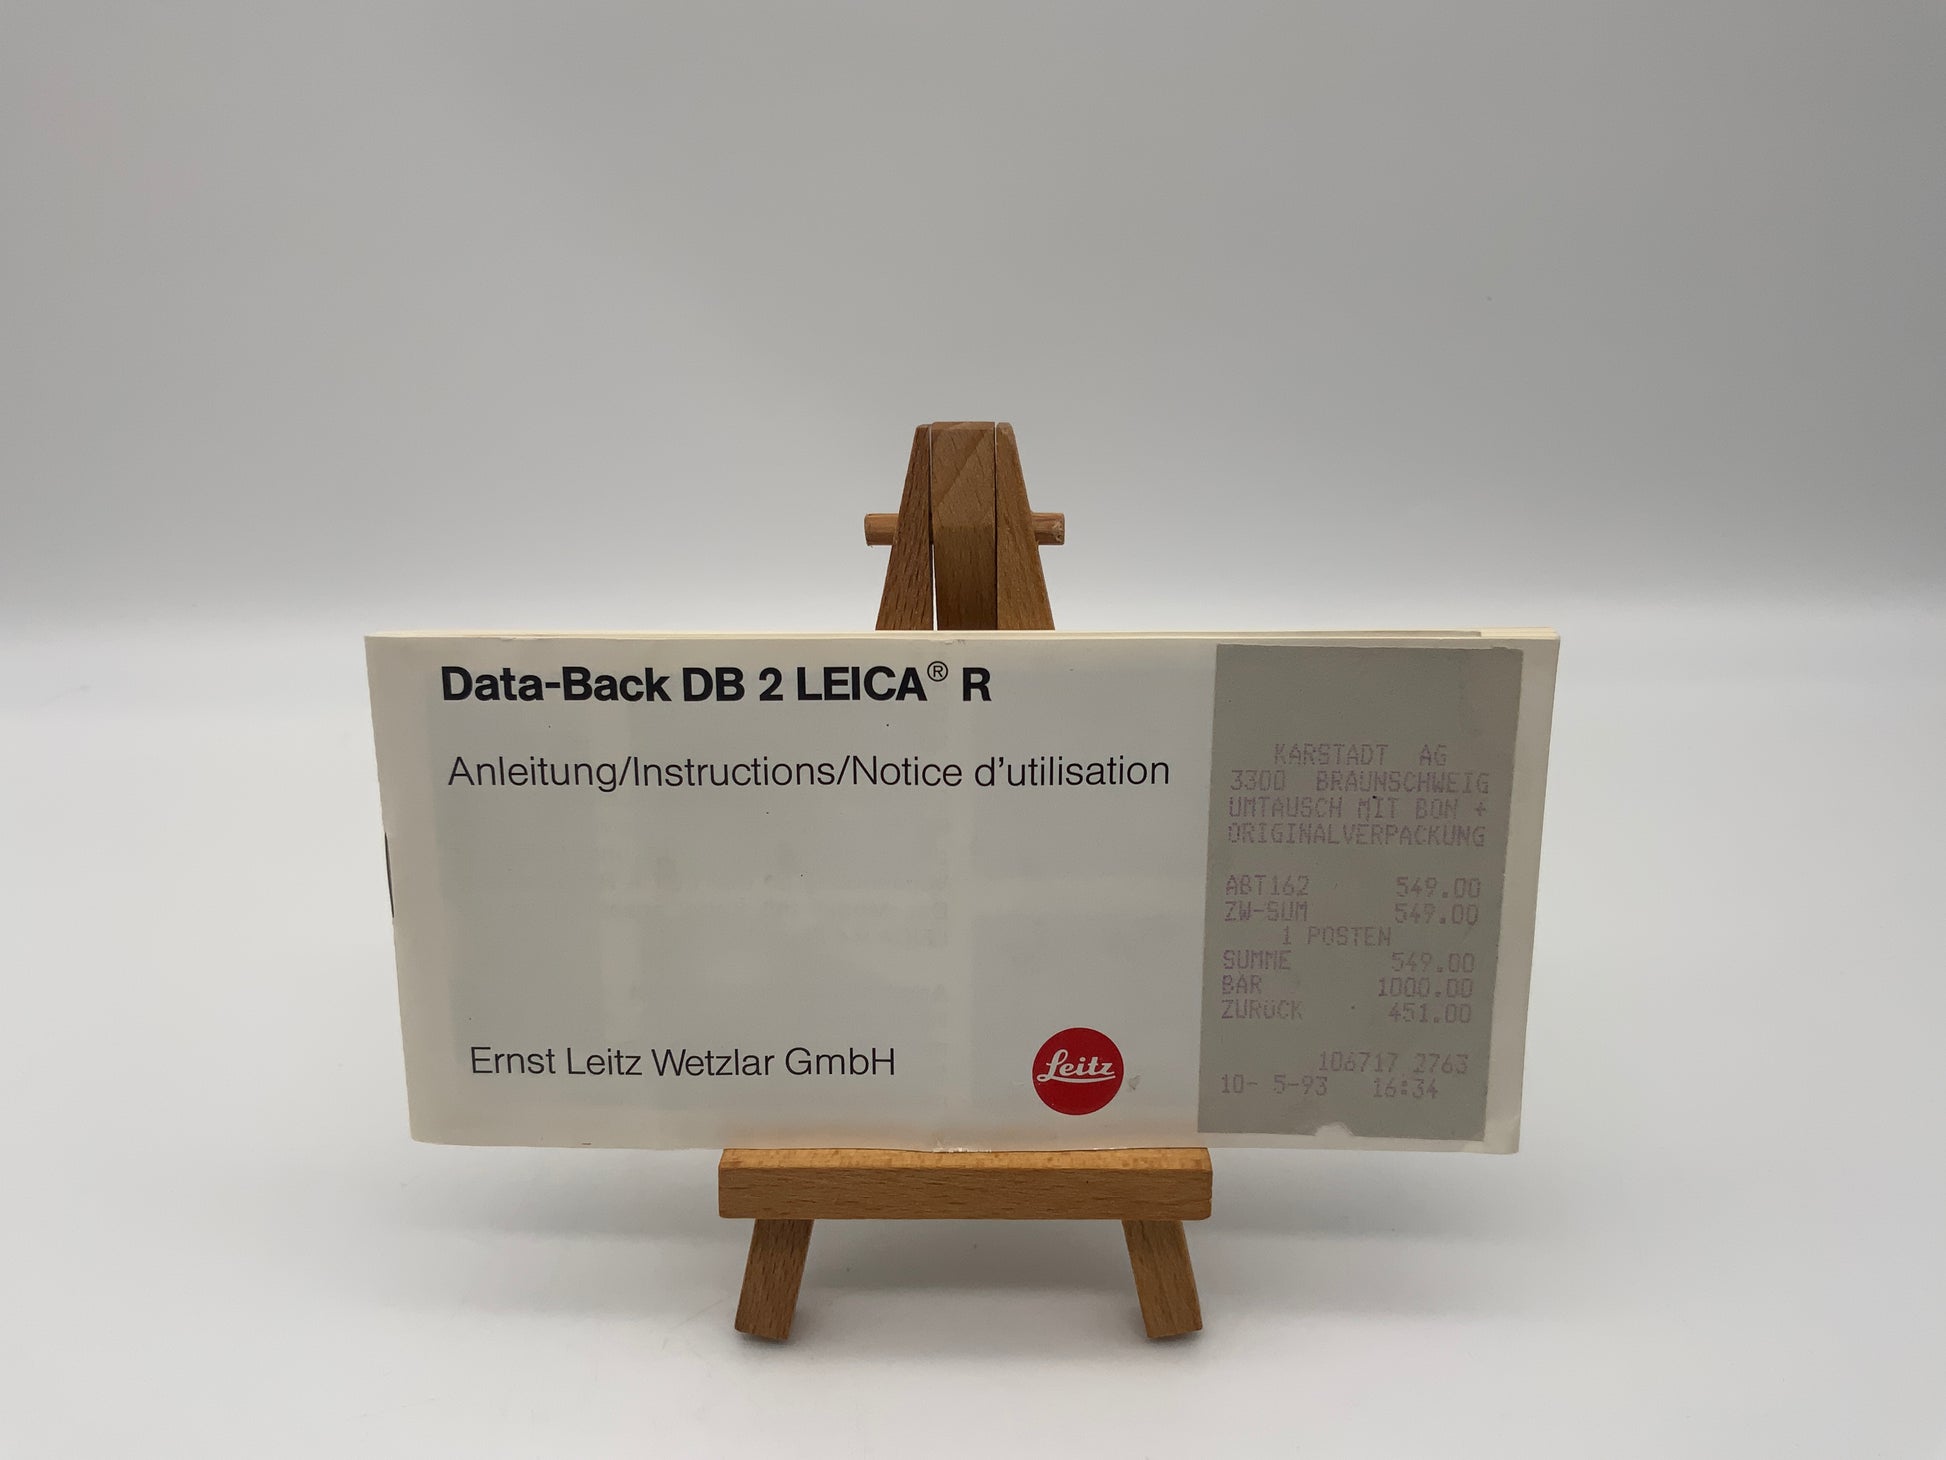 Data-Back DB 2 LEICA® R
Anleitung/Instructions/Notice d'utilisation
Ernst Leitz Wetzlar GmbH
Leitz
KARSTADT AG
3300 BRAUNSCHWEIG
UMTAUSCH MIT BON +
ORIGINALVERPACKUNG
ABT162 549.00
ZW-SUM 549.00
1 POSTEN
SUMME 549.00
BAR 1000.00
ZURÜCK 451.00
106717 2763
10- 5-93 16:34